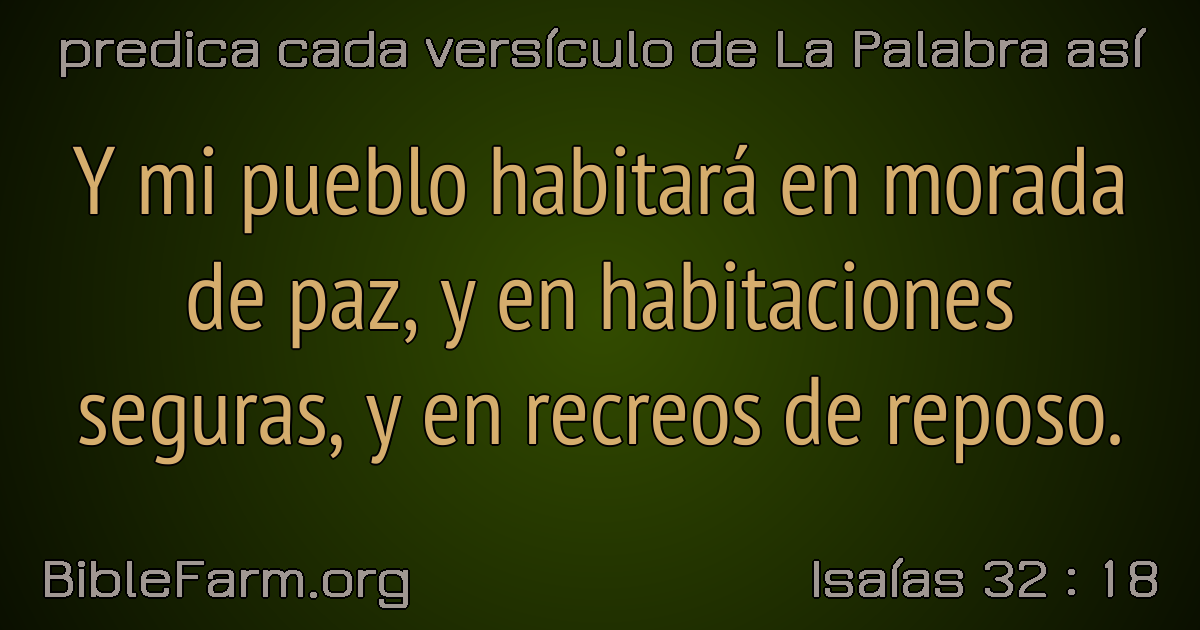 predica cada versículo de La Palabra así
Y mi pueblo habitará en morada
de paz, y en habitaciones
seguras, y en recreos de reposo.
BibleFarm.org
Isaías 32 : 18